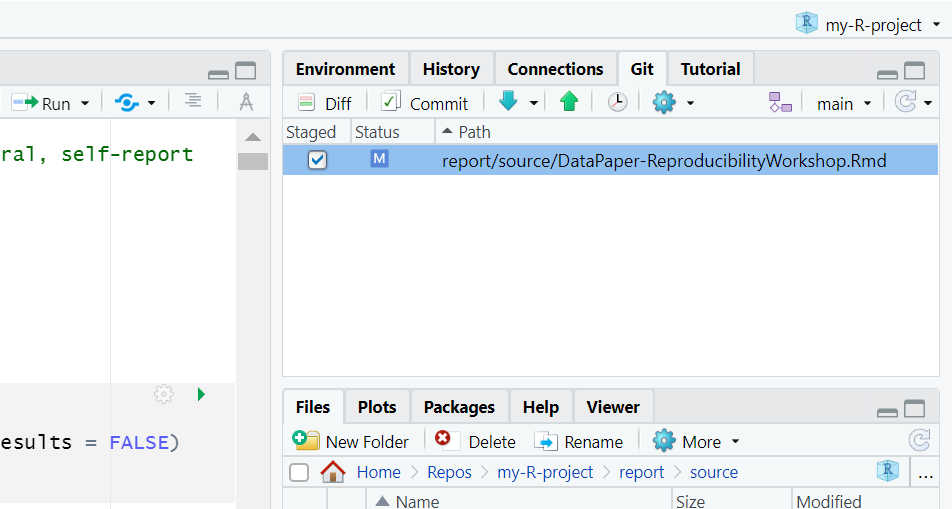 my-R-project
Environment History Connections Git Tutorial
Run
Diff Commit main
Staged Status Path
ral, self-report
M report/source/DataPaper-ReproducibilityWorkshop.Rmd
Files Plots Packages Help Viewer
New Folder Delete Rename More
esults = FALSE)
Home Repos my-R-project report source ...
Name Size Modified